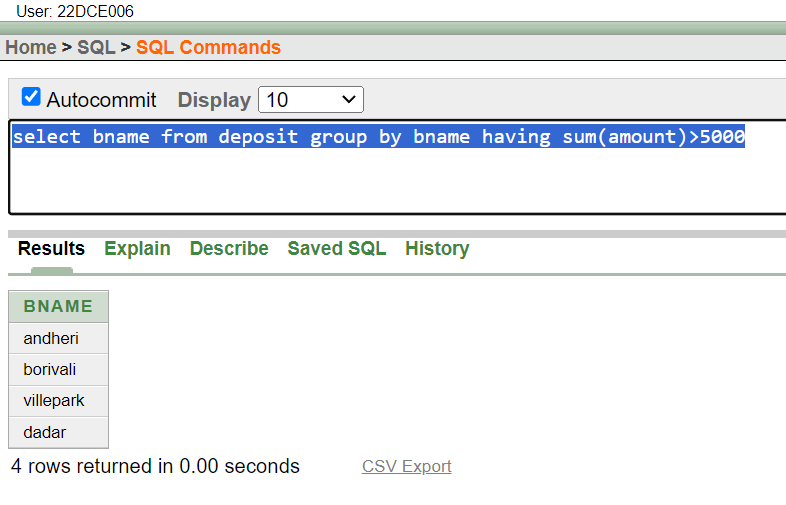 User: 22DCE006
Home > SQL > SQL Commands
Autocommit Display 10
select bname from deposit group by bname having sum(amount)>5000
Results Explain Describe Saved SQL History
BNAME
andheri
borivali
villepark
dadar
4 rows returned in 0.00 seconds CSV Export